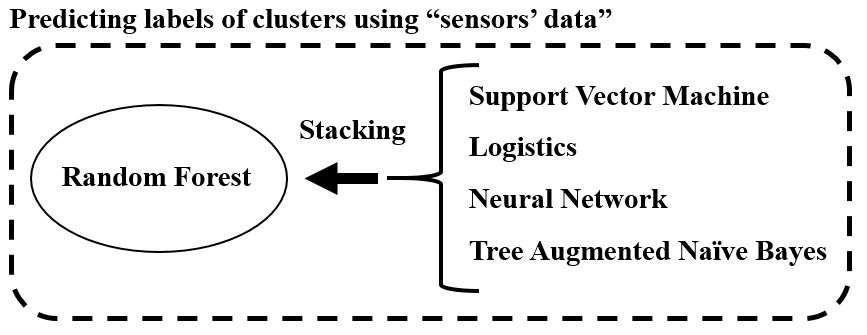 Predicting labels of clusters using “sensors’ data”
Stacking
Random Forest
Support Vector Machine
Logistics
Neural Network
Tree Augmented Naïve Bayes